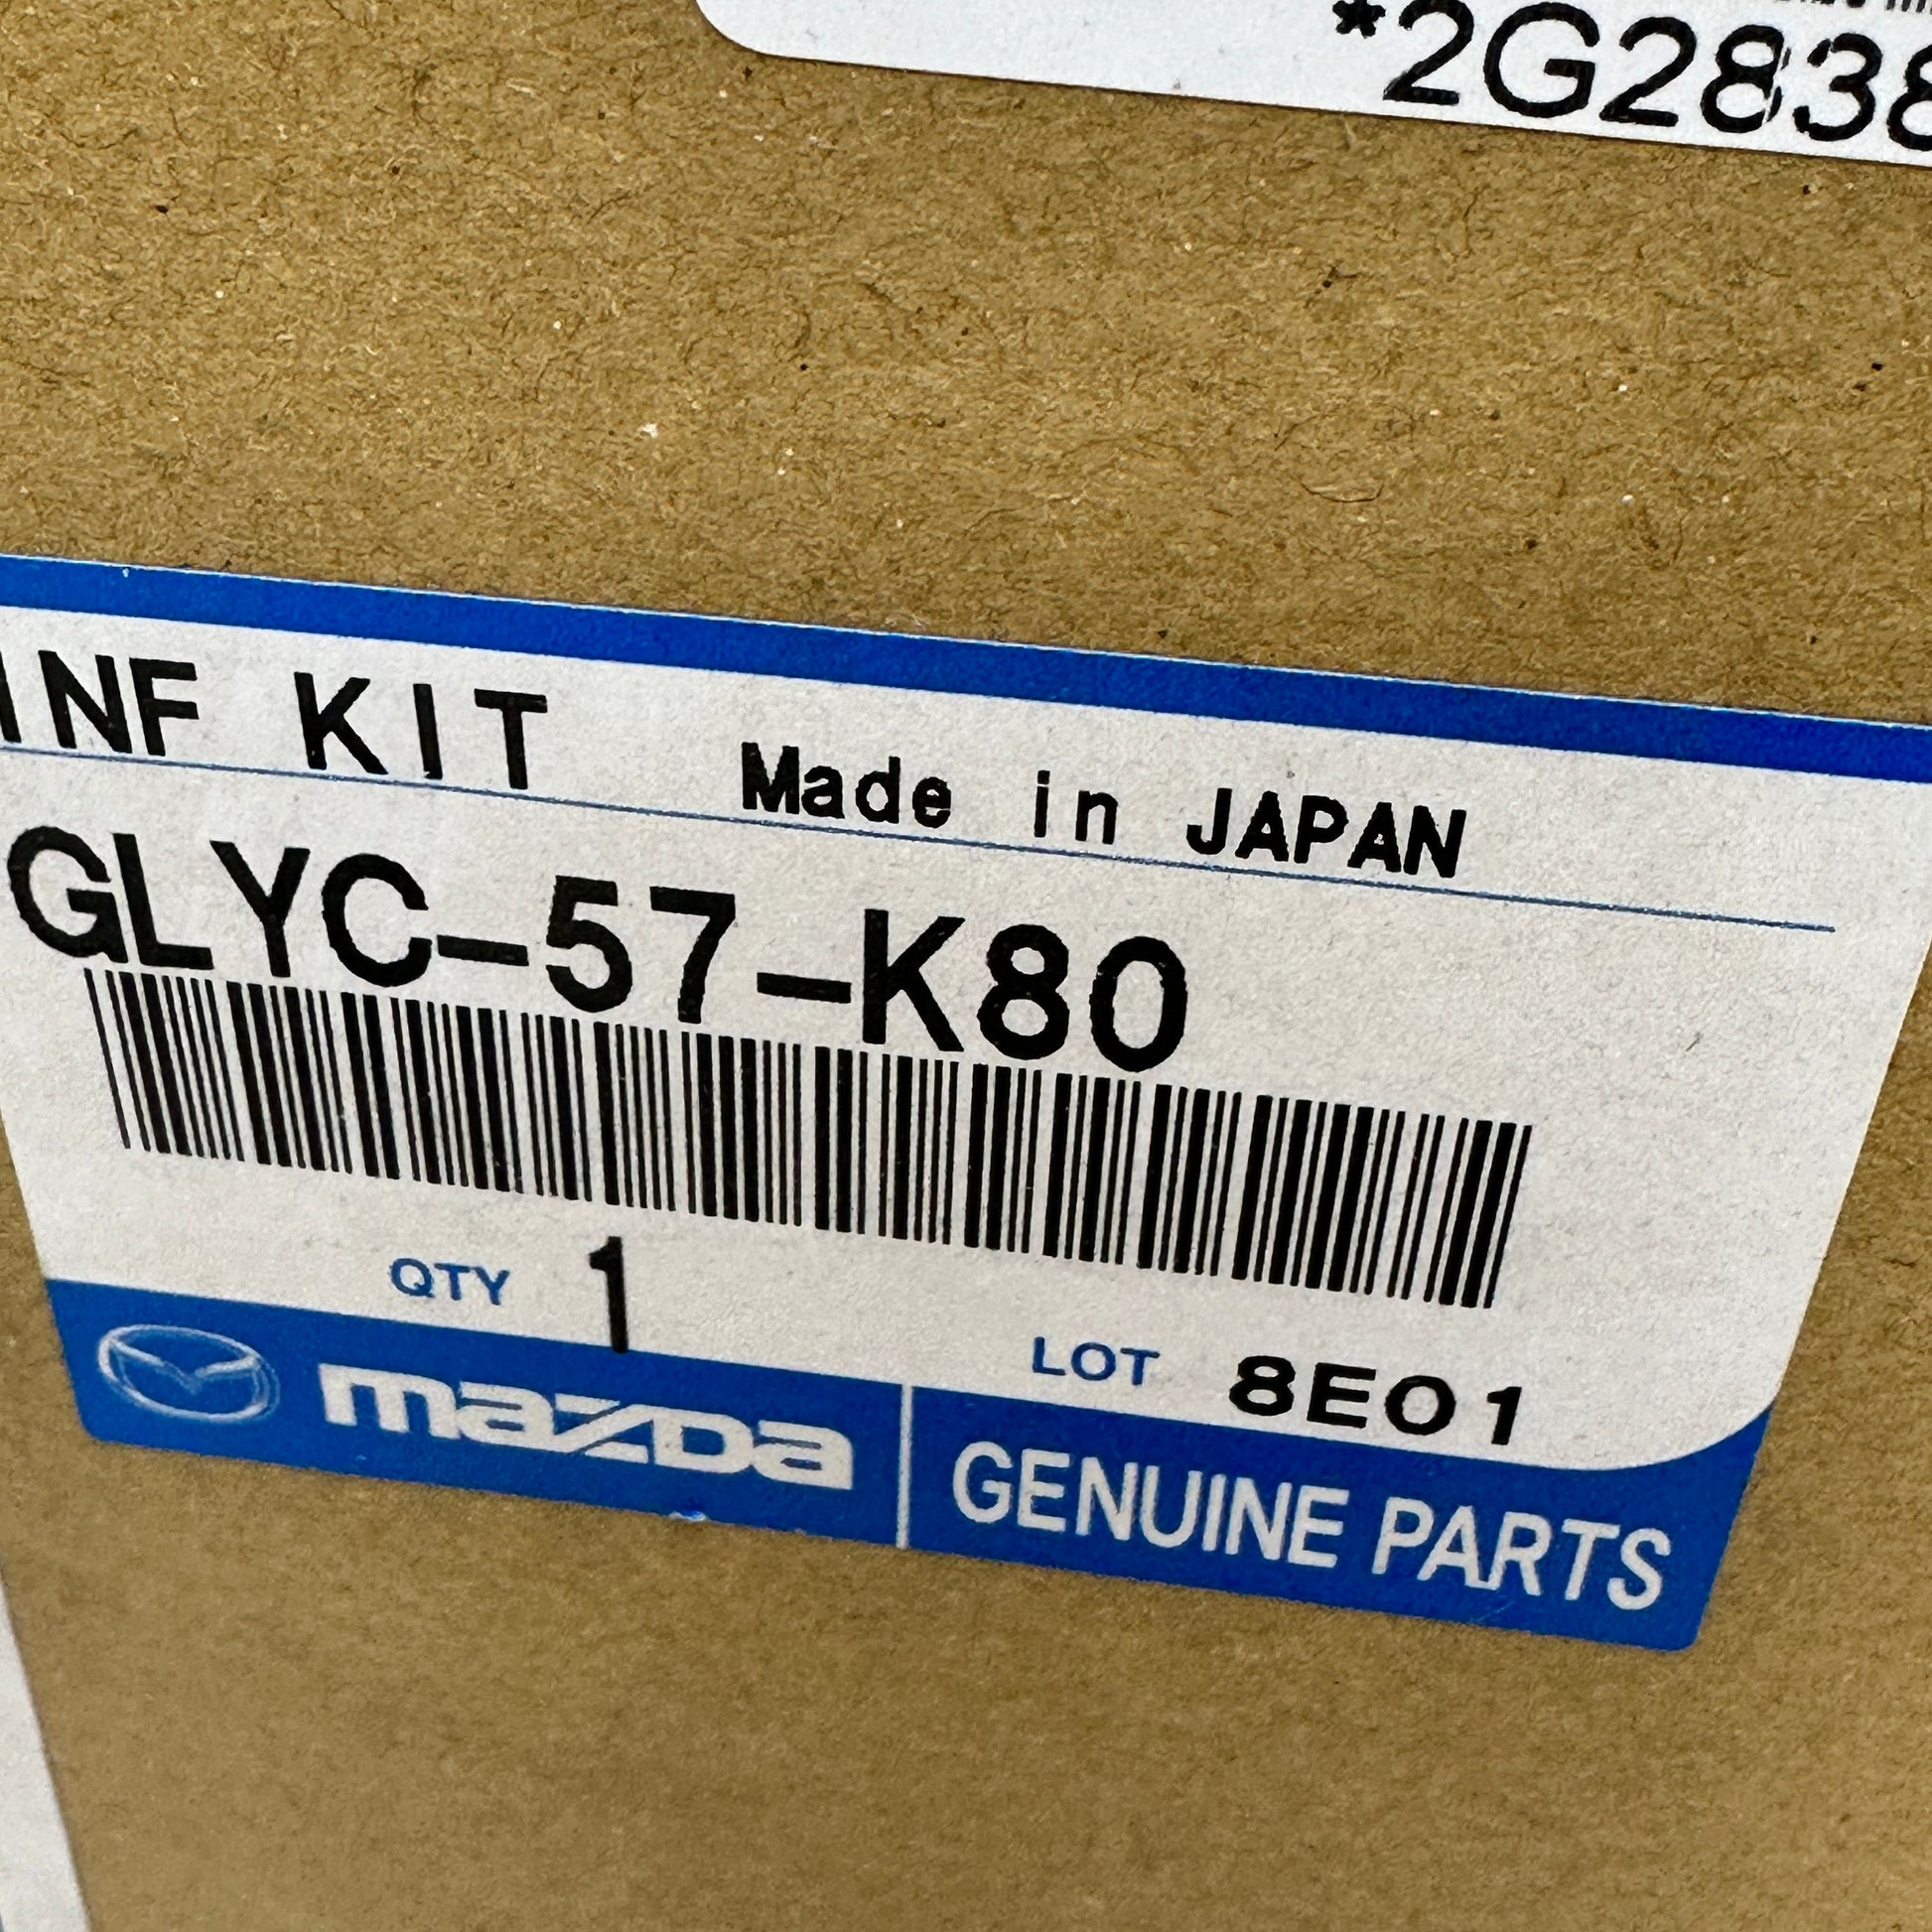 *2G2838
INF KIT Made in JAPAN
GLYC-57-K80
QTY 1
LOT 8E01
mazda GENUINE PARTS